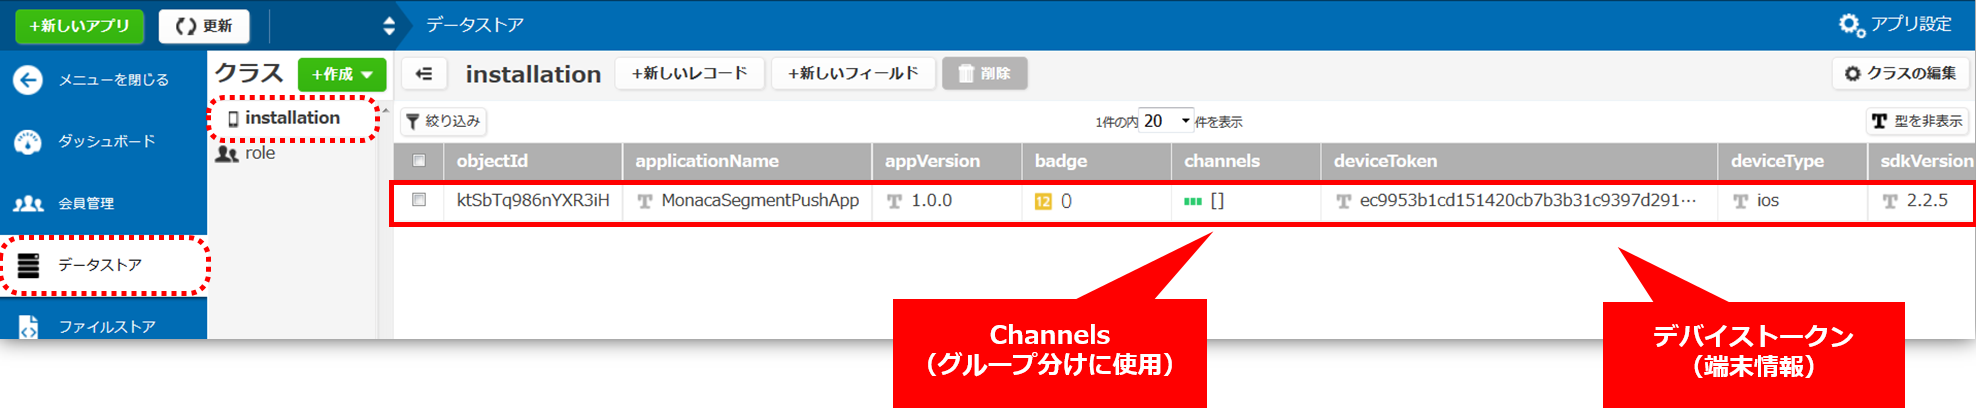 +新しいアプリ
更新
データストア
アプリ設定
メニューを閉じる
クラス
+作成
installation
+新しいレコード
+新しいフィールド
削除
クラスの編集
installation
絞り込み
1件の内 20 件を表示
T 型を非表示
ダッシュボード
role
objectId applicationName appVersion badge channels deviceToken deviceType sdkVersion
会員管理
ktSbTq986nYXR3iH T MonacaSegmentPushApp T 1.0.0 12 0 [] T ec9953b1cd151420cb7b3b31c9397d291… T ios T 2.2.5
データストア
ファイルストア
Channels
（グループ分けに使用）
デバイストークン
（端末情報）